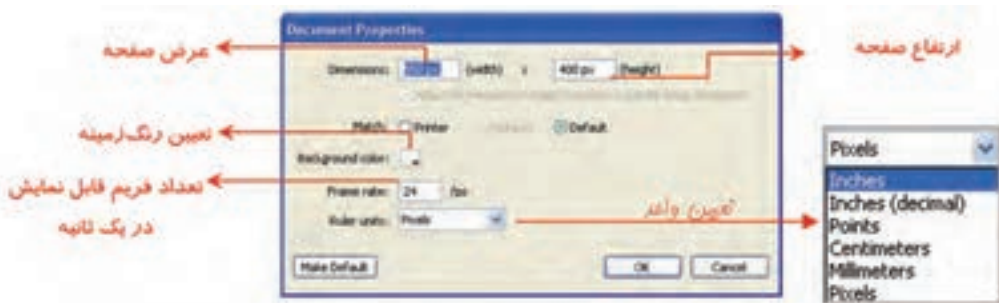 Document Properties
عرض صفحه
ارتفاع صفحه
Dimensions: (width) x 400 px (height)
Match: Printer Default
تعیین رنگ زمینه
Background color:
تعداد فریم قابل نمایش
در یک ثانیه
Frame rate: 24 fps
Ruler units: Pixels
تعیین واحد
Make Default OK Cancel
Pixels
Inches
Inches (decimal)
Points
Centimeters
Millimeters
Pixels